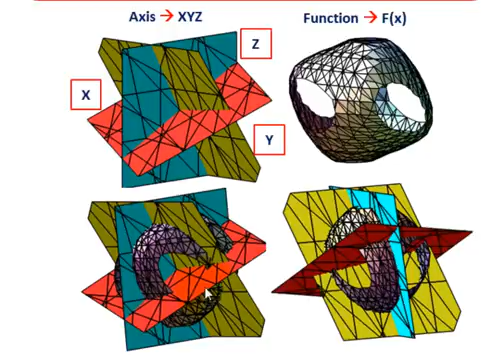 Axis → XYZ
Function → F(x)
Z
X
Y